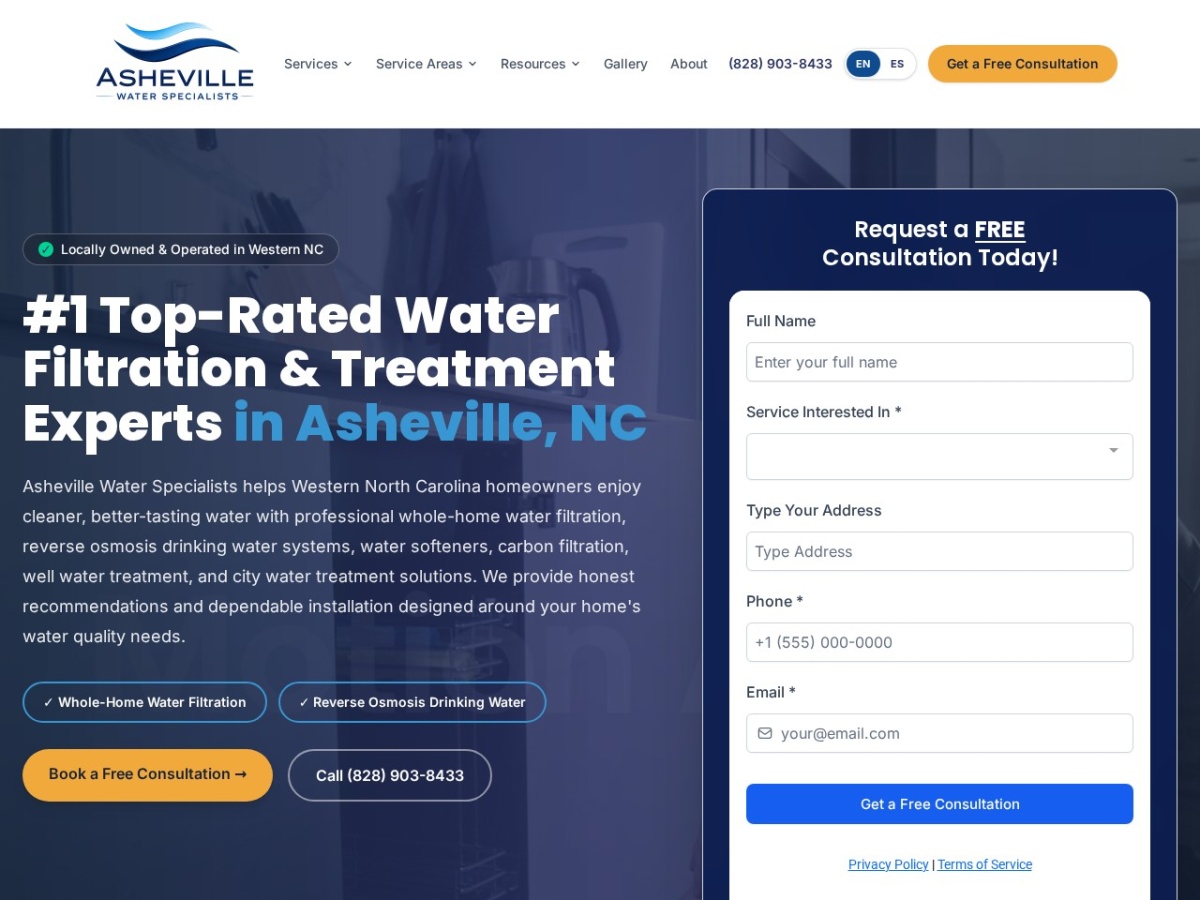 ASHEVILLE
WATER SPECIALISTS
Services
Service Areas
Resources
Gallery
About
(828) 903-8433
EN
ES
Get a Free Consultation
Locally Owned & Operated in Western NC
#1 Top-Rated Water
Filtration & Treatment
Experts in Asheville, NC
Asheville Water Specialists helps Western North Carolina homeowners enjoy
cleaner, better-tasting water with professional whole-home water filtration,
reverse osmosis drinking water systems, water softeners, carbon filtration,
well water treatment, and city water treatment solutions. We provide honest
recommendations and dependable installation designed around your home's
water quality needs.
✓ Whole-Home Water Filtration
✓ Reverse Osmosis Drinking Water
Book a Free Consultation →
Call (828) 903-8433
Request a FREE
Consultation Today!
Full Name
Enter your full name
Service Interested In *
Type Your Address
Type Address
Phone *
+1 (555) 000-0000
Email *
your@email.com
Get a Free Consultation
Privacy Policy | Terms of Service